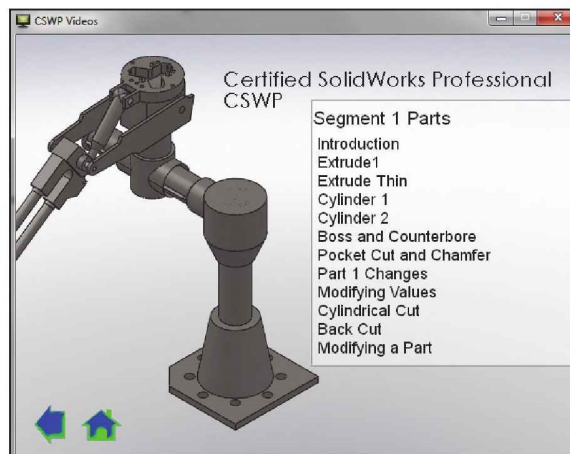 CSWP Videos
Certified SolidWorks Professional
CSWP
Segment 1 Parts
Introduction
Extrude1
Extrude Thin
Cylinder 1
Cylinder 2
Boss and Counterbore
Pocket Cut and Chamfer
Part 1 Changes
Modifying Values
Cylindrical Cut
Back Cut
Modifying a Part